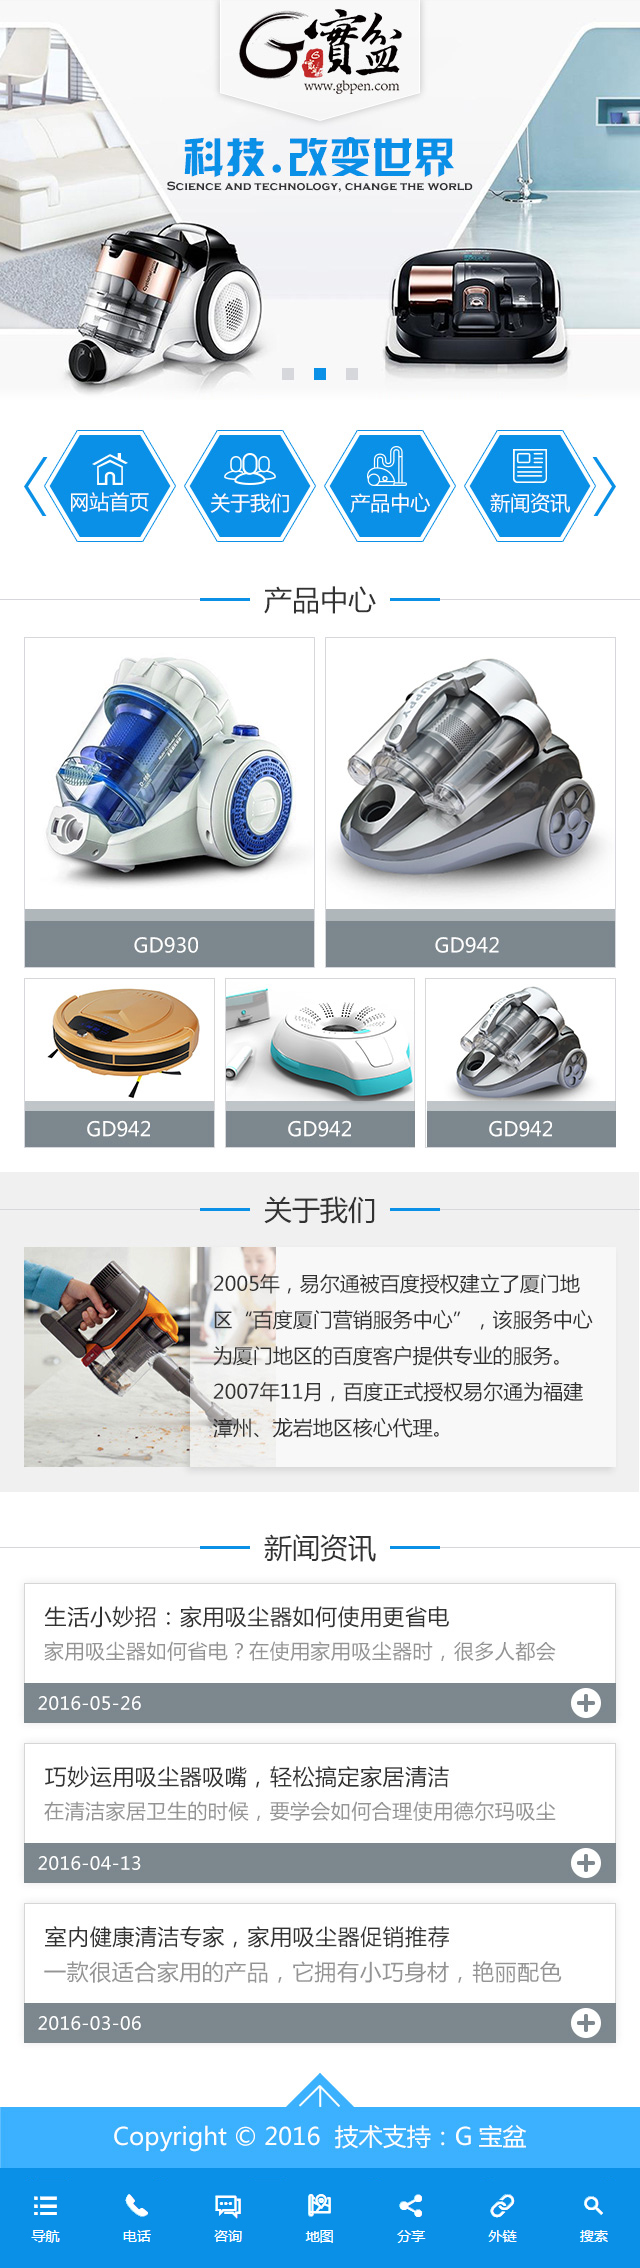 G寶盆
www.gbpen.com
科技.改变世界
SCIENCE AND TECHNOLOGY, CHANGE THE WORLD
网站首页
关于我们
产品中心
新闻资讯
产品中心
PUPPY
GD930
GD942
GD942
GD942
GD942
关于我们
2005年，易尔通被百度授权建立了厦门地
区“百度厦门营销服务中心”，该服务中心
为厦门地区的百度客户提供专业的服务。
2007年11月，百度正式授权易尔通为福建
漳州、龙岩地区核心代理。
新闻资讯
生活小妙招：家用吸尘器如何使用更省电
家用吸尘器如何省电？在使用家用吸尘器时，很多人都会
2016-05-26
巧妙运用吸尘器吸嘴，轻松搞定家居清洁
在清洁家居卫生的时候，要学会如何合理使用德尔玛吸尘
2016-04-13
室内健康清洁专家，家用吸尘器促销推荐
一款很适合家用的产品，它拥有小巧身材，艳丽配色
2016-03-06
Copyright © 2016 技术支持：G 宝盆
导航
电话
咨询
地图
分享
外链
搜索